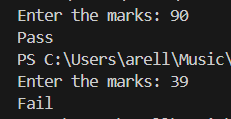 Enter the marks: 90
Pass
PS C:\Users\arell\Music\
Enter the marks: 39
Fail